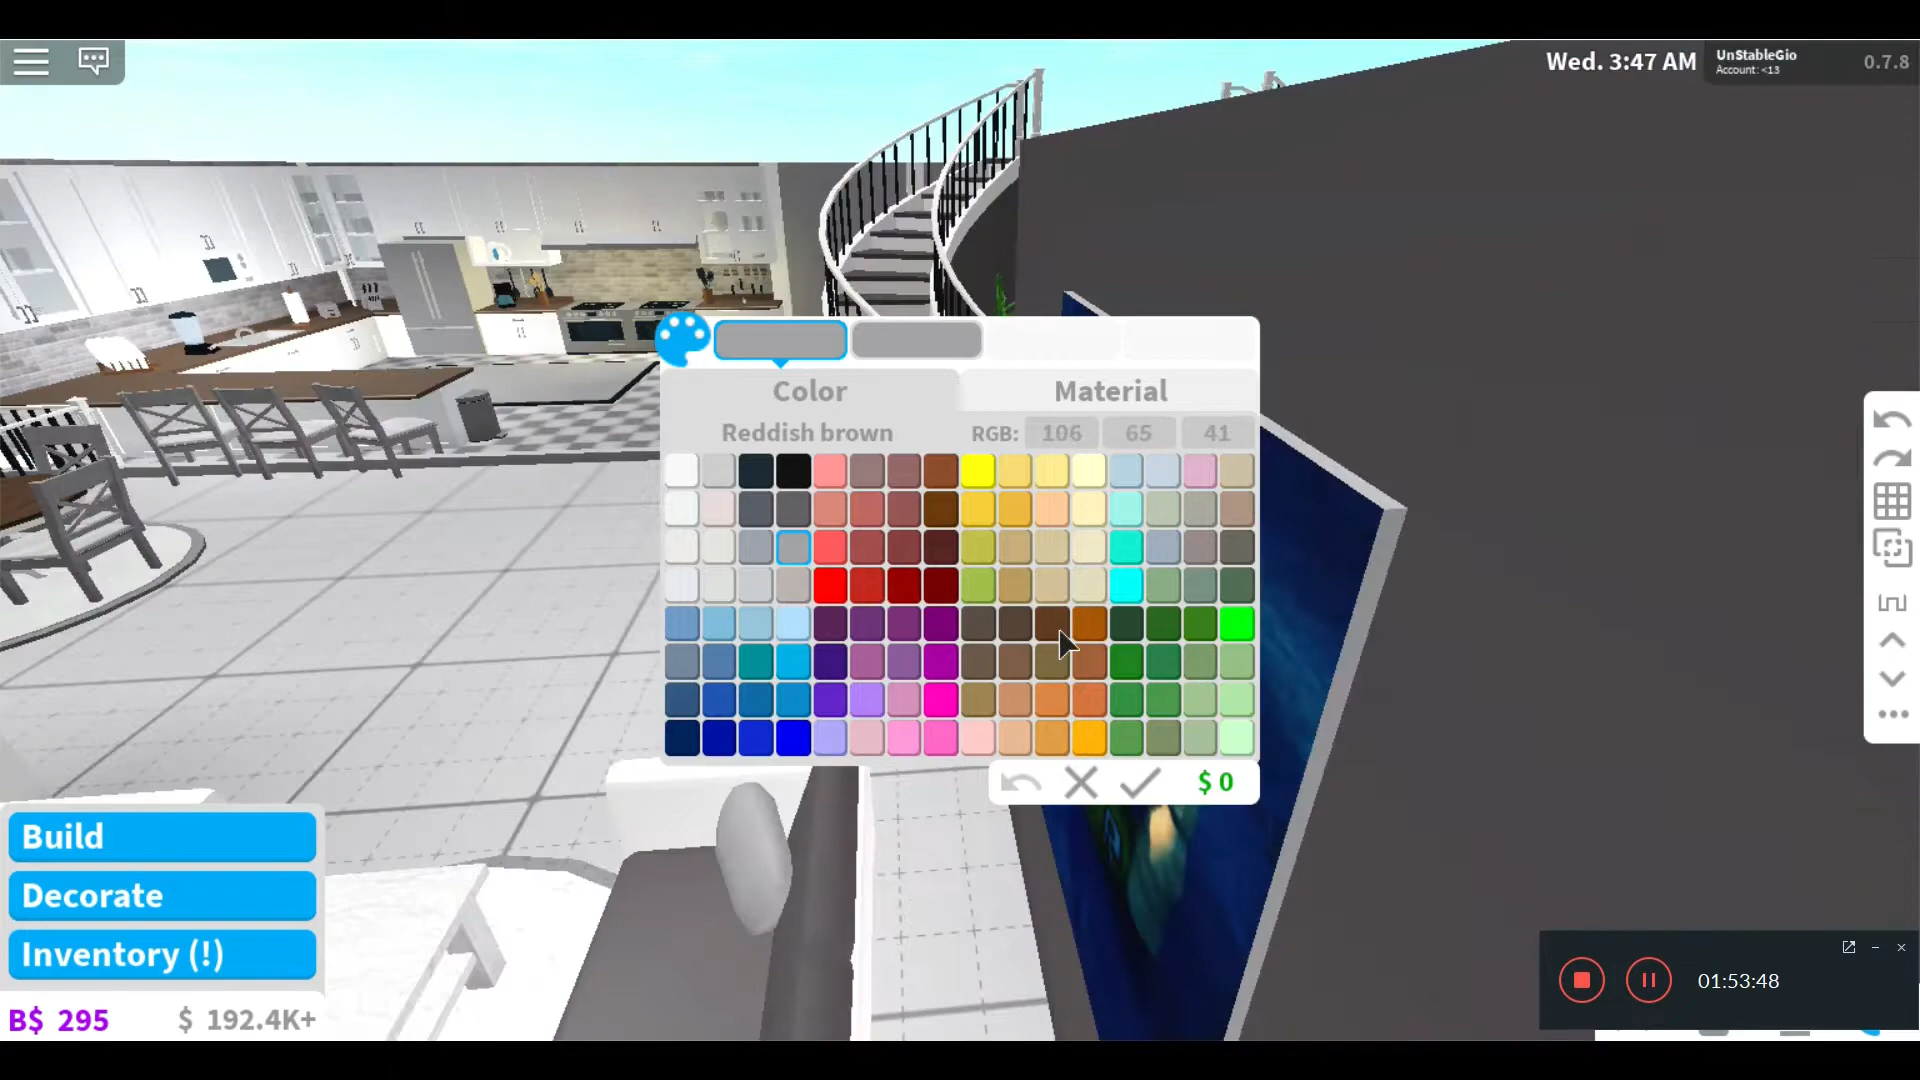 Wed. 3:47 AM
UnStableGio
Account: <13
0.7.8
Color
Material
Reddish brown
RGB: 106 65 41
$ 0
Build
Decorate
Inventory (!)
B$ 295
$ 192.4K+
01:53:48